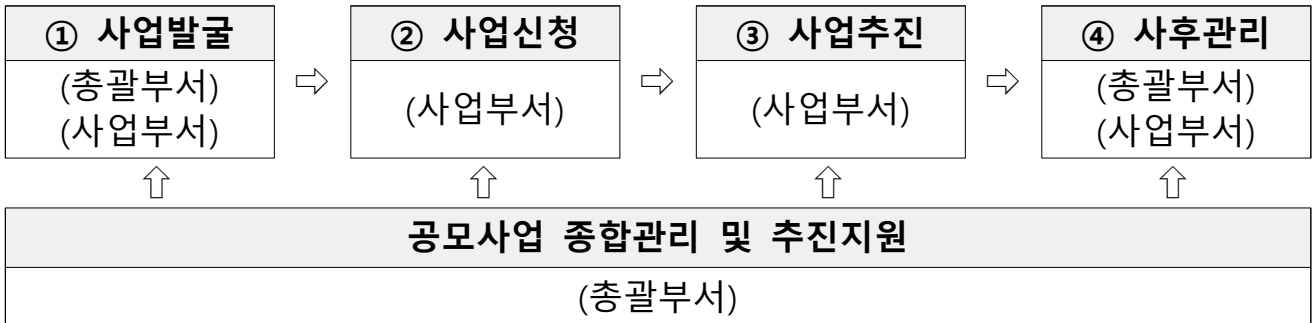 ① 사업발굴
(총괄부서)
(사업부서)
⇨
② 사업신청
(사업부서)
⇨
③ 사업추진
(사업부서)
⇨
④ 사후관리
(총괄부서)
(사업부서)
⇧ ⇧ ⇧ ⇧
공모사업 종합관리 및 추진지원
(총괄부서)